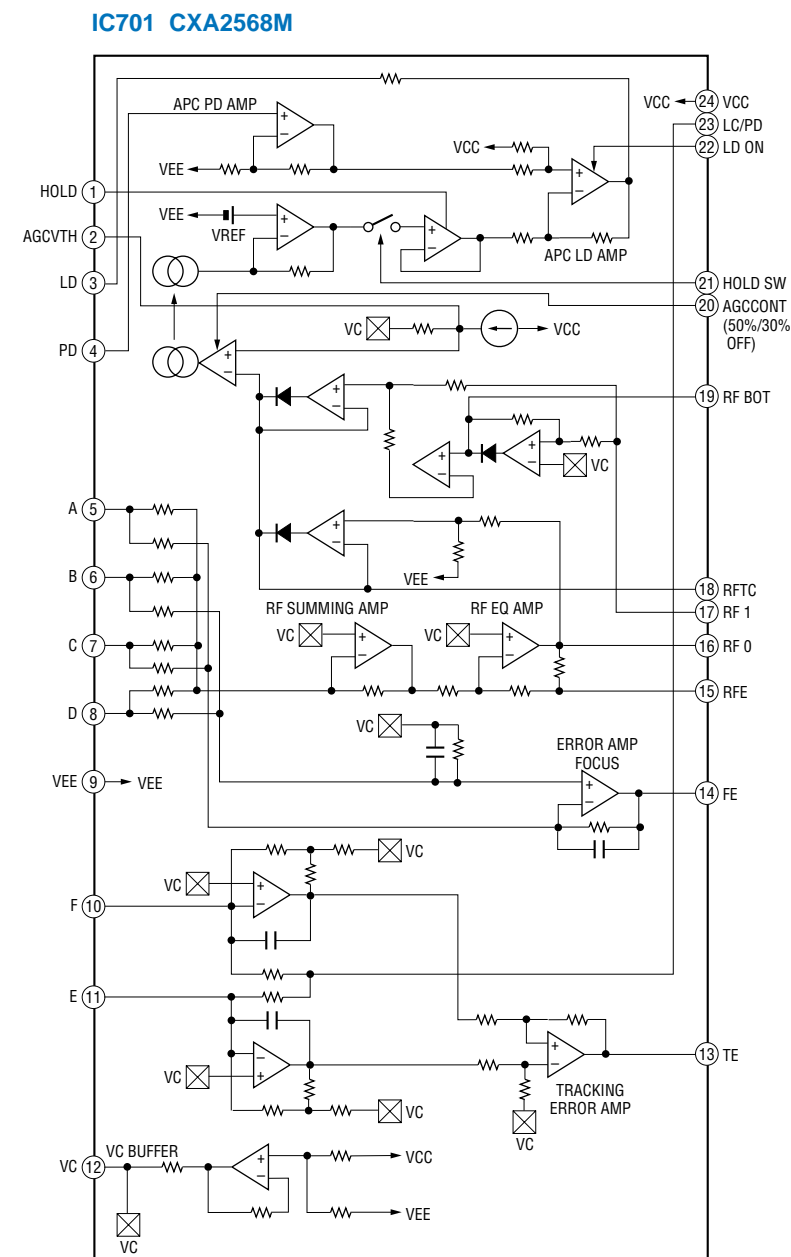 IC701 CXA2568M
APC PD AMP
VCC
24 VCC
23 LC/PD
22 LD ON
VCC
VEE
HOLD 1
VEE
VREF
AGCVTH 2
APC LD AMP
LD 3
21 HOLD SW
20 AGCCONT
(50%/30%
OFF)
VC
VCC
PD 4
19 RF BOT
VC
A 5
B 6
VEE
18 RFTC
17 RF 1
RF SUMMING AMP
RF EQ AMP
VC
VC
C 7
16 RF 0
15 RFE
D 8
VC
ERROR AMP
FOCUS
VEE 9
VEE
14 FE
VC
VC
F 10
E 11
13 TE
VC
TRACKING
ERROR AMP
VC
VC
VC BUFFER
VC 12
VCC
VEE
VC